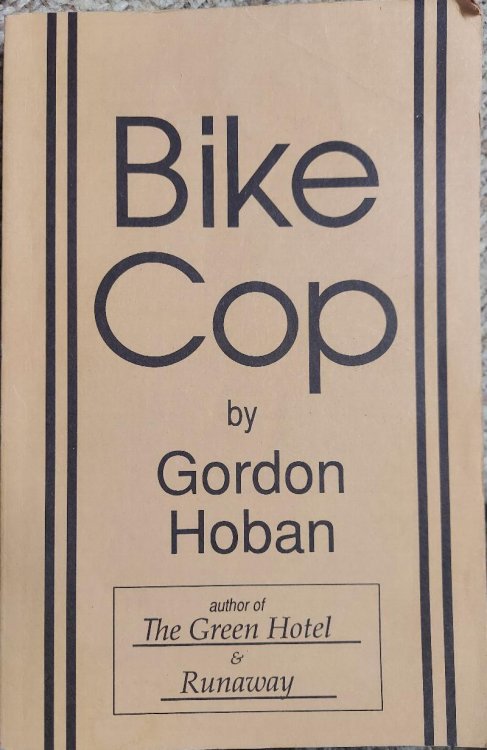 Bike
Cop
by
Gordon
Hoban
author of
The Green Hotel
&
Runaway